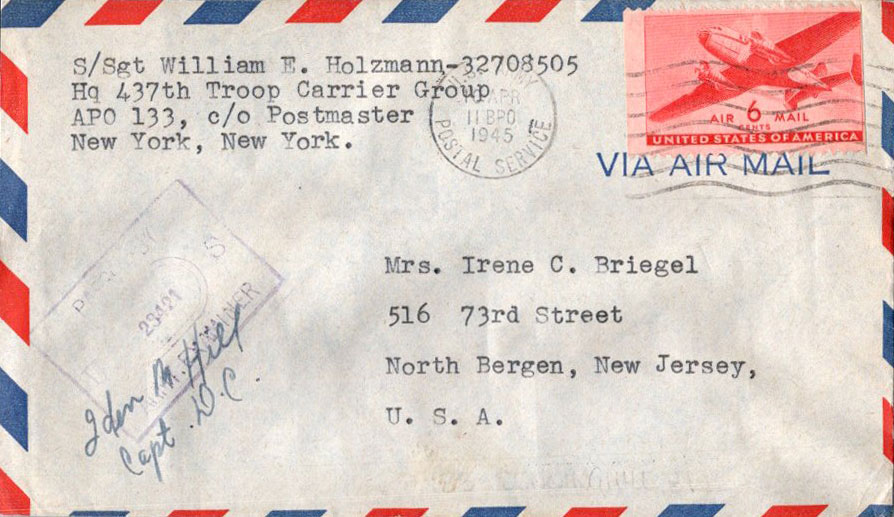 S/Sgt William E. Holzmann-32708505
Hq 437th Troop Carrier Group
APO 133, c/o Postmaster
New York, New York.
APR
1945
POSTAL SERVICE
AIR 6 MAIL
CENTS
UNITED STATES OF AMERICA
VIA AIR MAIL
Mrs. Irene C. Briegel
516 73rd Street
North Bergen, New Jersey,
U. S. A.
S
EXAMINER
Hill
Capt. D.C.